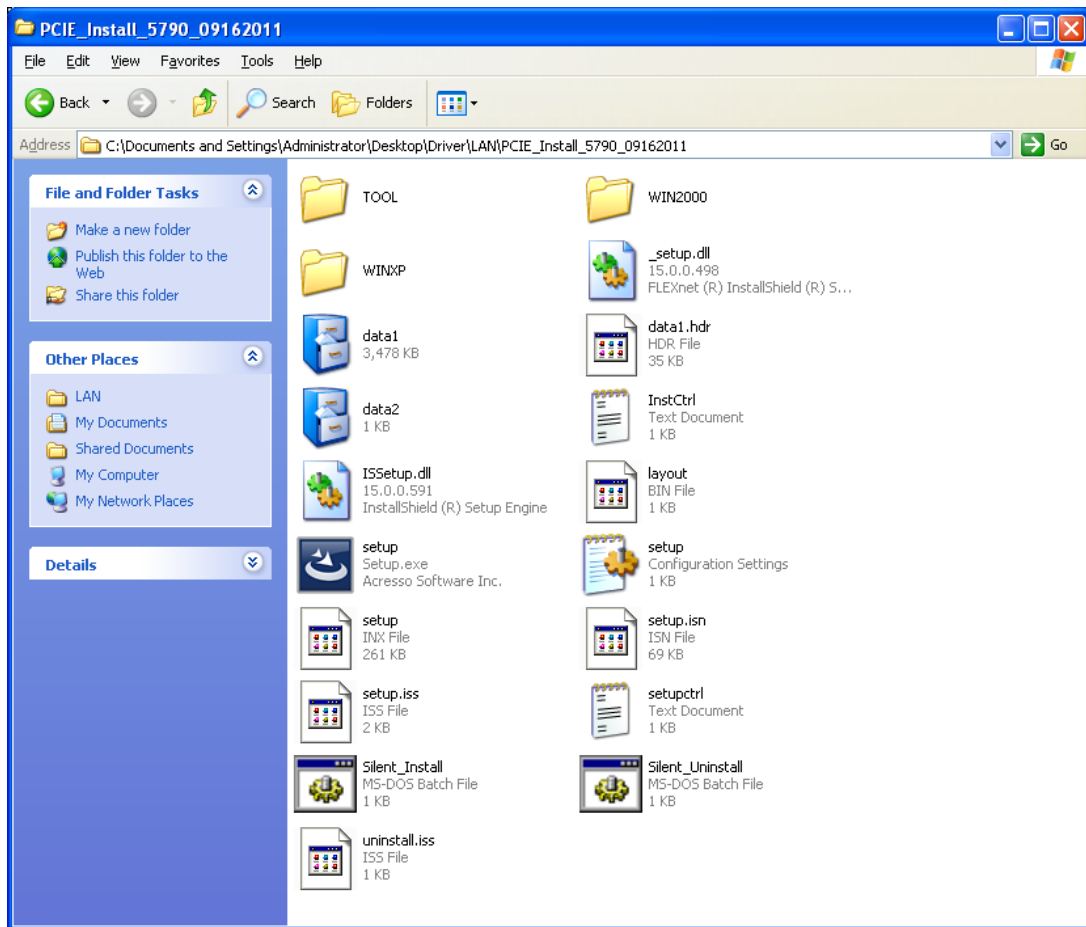 PCIE_Install_5790_09162011
File Edit View Favorites Tools Help
Back Search Folders
Address C:\Documents and Settings\Administrator\Desktop\Driver\LAN\PCIE_Install_5790_09162011 Go
File and Folder Tasks
Make a new folder
Publish this folder to the
Web
Share this folder
Other Places
LAN
My Documents
Shared Documents
My Computer
My Network Places
Details
TOOL
WIN2000
WINXP
_setup.dll
15.0.0.498
FLEXnet (R) InstallShield (R) S...
data1
3,478 KB
data1.hdr
HDR File
35 KB
data2
1 KB
InstCtrl
Text Document
1 KB
ISSetup.dll
15.0.0.591
InstallShield (R) Setup Engine
layout
BIN File
1 KB
setup
Setup.exe
Acresso Software Inc.
setup
Configuration Settings
1 KB
setup
INX File
261 KB
setup.isn
ISN File
69 KB
setup.iss
ISS File
2 KB
setupctrl
Text Document
1 KB
Silent_Install
MS-DOS Batch File
1 KB
Silent_Uninstall
MS-DOS Batch File
1 KB
uninstall.iss
ISS File
1 KB